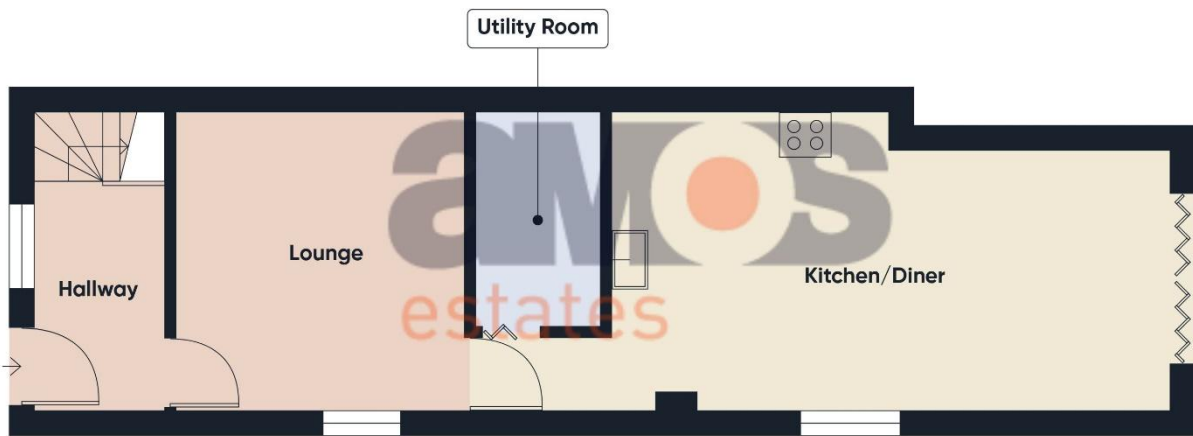 Utility Room
Lounge
Hallway
Kitchen/Diner
aMOS
estates